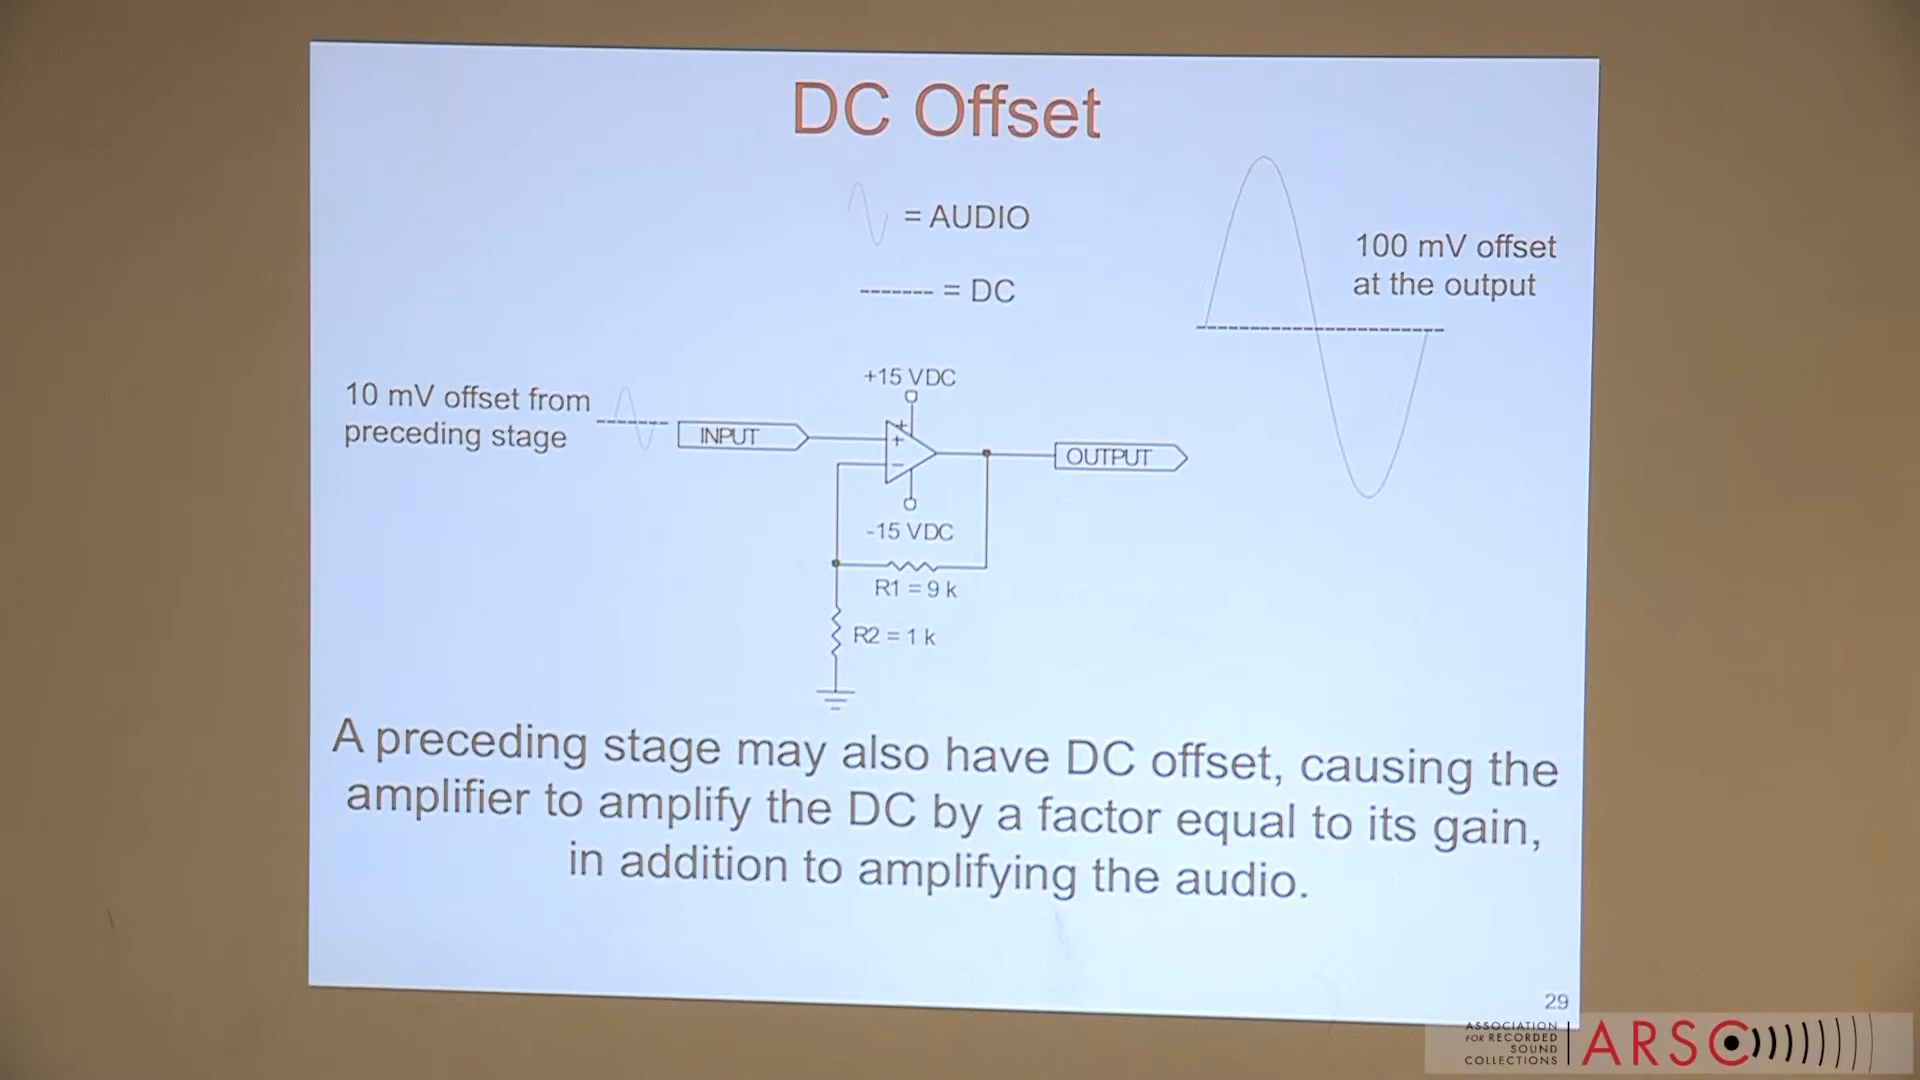 DC Offset
= AUDIO
------- = DC
100 mV offset
at the output
10 mV offset from
preceding stage
+15 VDC
INPUT
+
+
-
OUTPUT
-15 VDC
R1 = 9 k
R2 = 1 k
A preceding stage may also have DC offset, causing the
amplifier to amplify the DC by a factor equal to its gain,
in addition to amplifying the audio.
29
ASSOCIATION
FOR RECORDED
SOUND
COLLECTIONS
ARSC